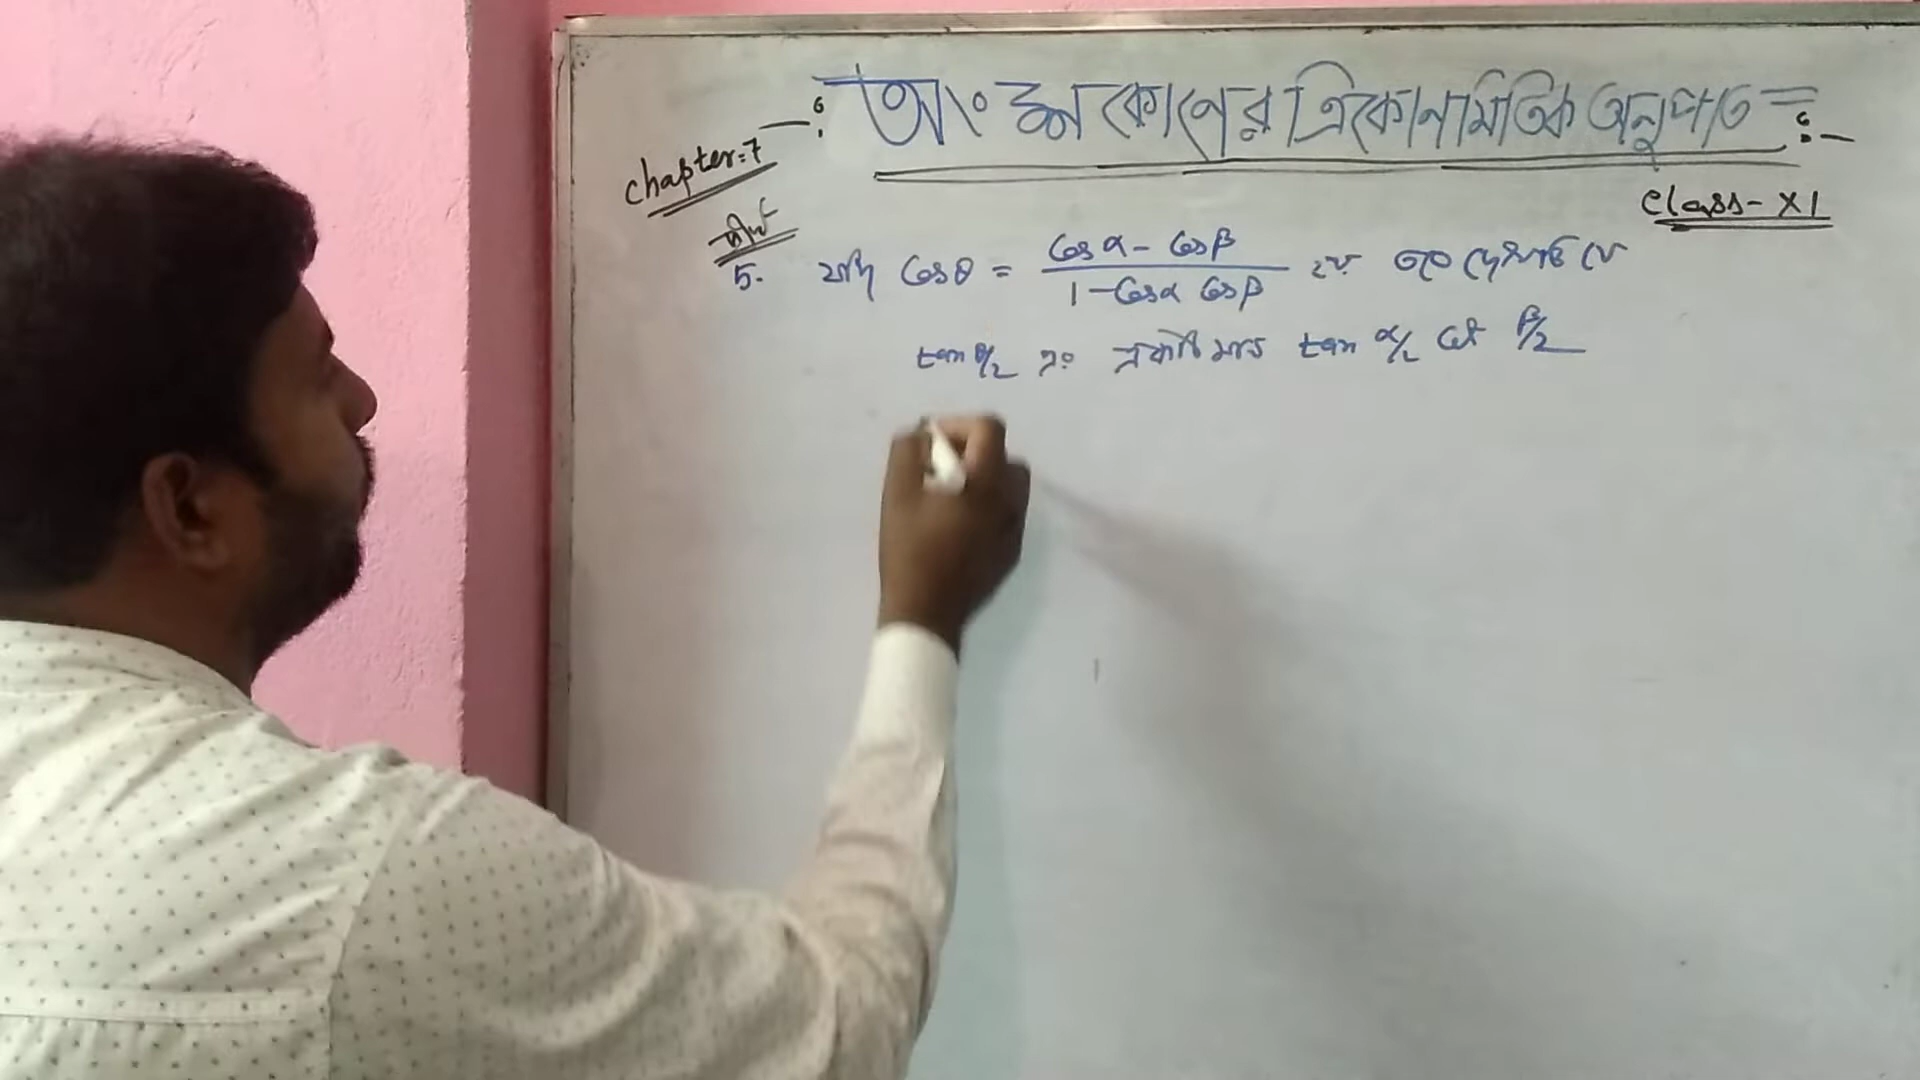 অংশ কোণের ত্রিকোনমিতিক অনুপাত
chapter:7
Class- XI
দীর্ঘ
5. যদি Cosθ = (Cosα - Cosβ)/(1-Cosα Cosβ) হয় তবে দেখাও যে
tan θ/2 এর একটি মান tan α/2 Cot β/2